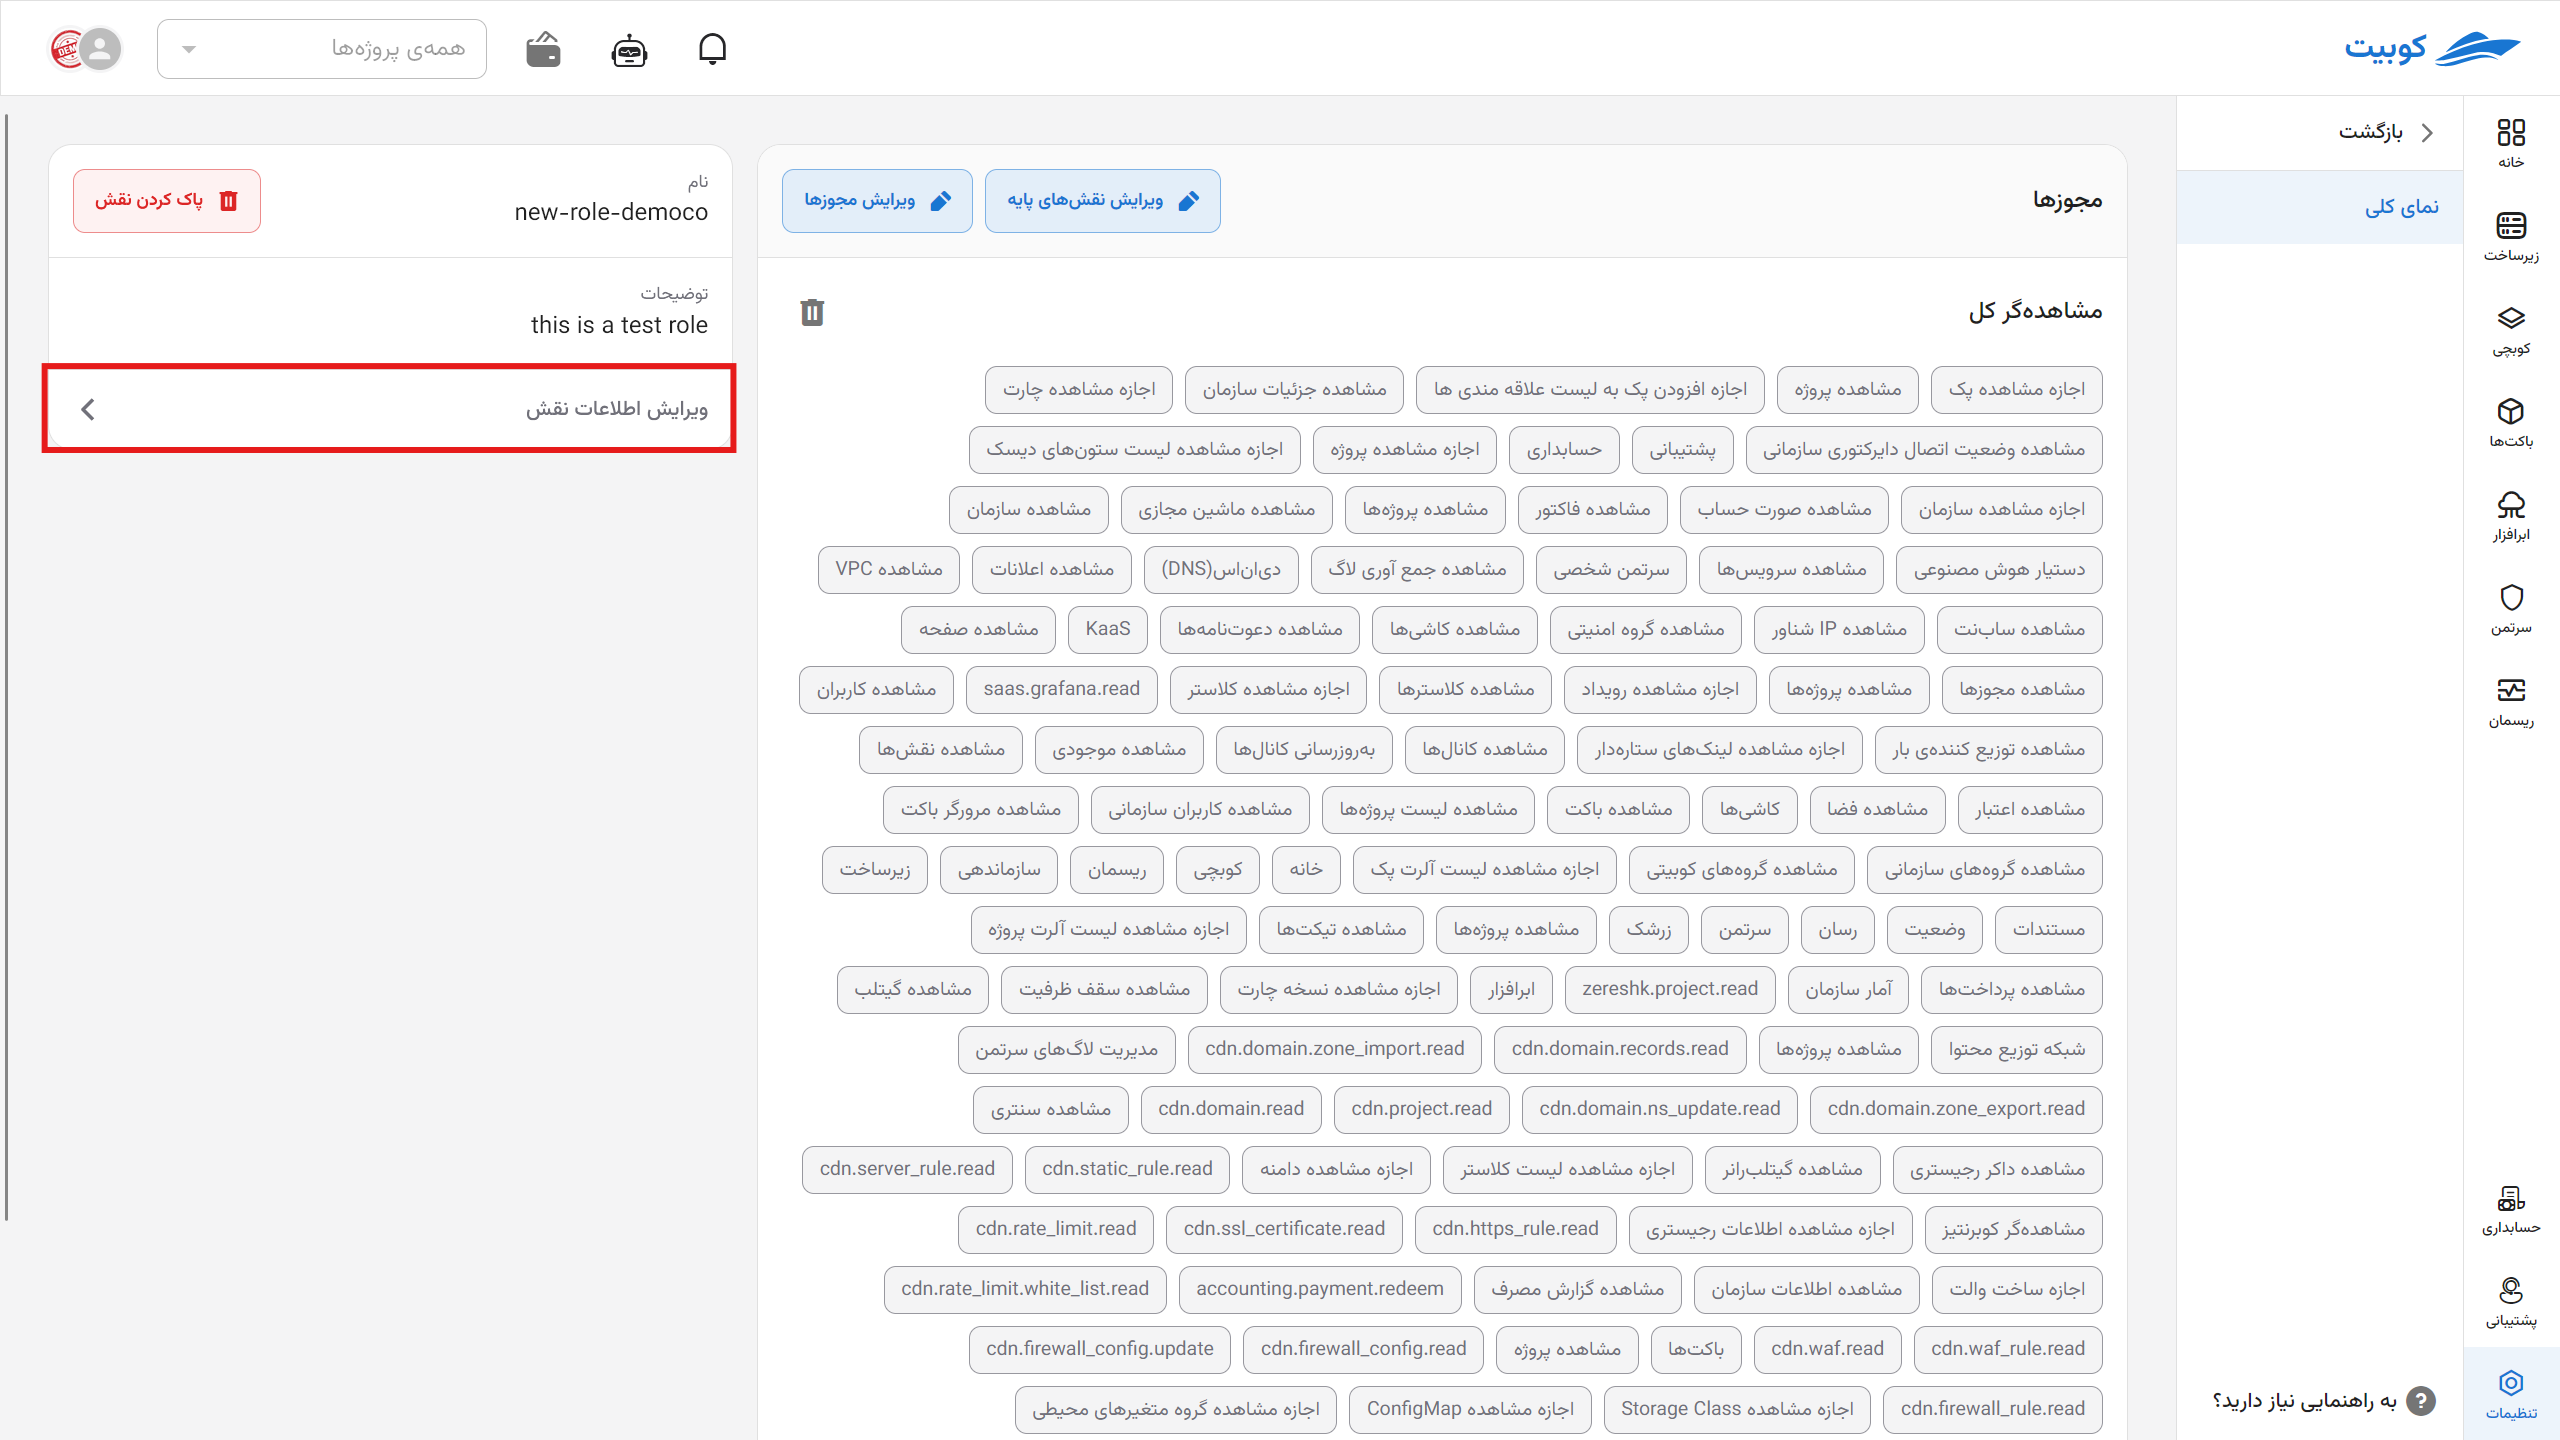 کوبیت
همه‌ی پروژه‌ها
خانه
زیرساخت
کوبچی
باکت‌ها
ابرافزار
سرتمن
ریسمان
حسابداری
پشتیبانی
تنظیمات
بازگشت
نمای کلی
به راهنمایی نیاز دارید؟
مجوزها
ویرایش نقش‌های پایه
ویرایش مجوزها
مشاهده‌گر کل
اجازه مشاهده پک مشاهده پروژه اجازه افزودن پک به لیست علاقه مندی ها مشاهده جزئیات سازمان اجازه مشاهده چارت
مشاهده وضعیت اتصال دایرکتوری سازمانی پشتیبانی حسابداری اجازه مشاهده پروژه اجازه مشاهده لیست ستون‌های دیسک
اجازه مشاهده سازمان مشاهده صورت حساب مشاهده فاکتور مشاهده پروژه‌ها مشاهده ماشین مجازی مشاهده سازمان
دستیار هوش مصنوعی مشاهده سرویس‌ها سرتمن شخصی مشاهده جمع آوری لاگ دی‌ان‌اس(DNS) مشاهده اعلانات مشاهده VPC
مشاهده ساب‌نت مشاهده IP شناور مشاهده گروه امنیتی مشاهده کاشی‌ها مشاهده دعوت‌نامه‌ها KaaS مشاهده صفحه
مشاهده مجوزها مشاهده پروژه‌ها اجازه مشاهده رویداد مشاهده کلاسترها اجازه مشاهده کلاستر saas.grafana.read مشاهده کاربران
مشاهده توزیع کننده‌ی بار اجازه مشاهده لینک‌های ستاره‌دار مشاهده کانال‌ها به‌روزرسانی کانال‌ها مشاهده موجودی مشاهده نقش‌ها
مشاهده اعتبار مشاهده فضا کاشی‌ها مشاهده باکت مشاهده لیست پروژه‌ها مشاهده کاربران سازمانی مشاهده مرورگر باکت
مشاهده گروه‌های سازمانی مشاهده گروه‌های کوبیتی اجازه مشاهده لیست آلرت پک خانه کوبچی ریسمان سازماندهی زیرساخت
مستندات وضعیت رسان سرتمن زرشک مشاهده پروژه‌ها مشاهده تیکت‌ها اجازه مشاهده لیست آلرت پروژه
مشاهده پرداخت‌ها آمار سازمان zereshk.project.read ابرافزار اجازه مشاهده نسخه چارت مشاهده سقف ظرفیت مشاهده گیتلب
شبکه توزیع محتوا مشاهده پروژه‌ها cdn.domain.records.read cdn.domain.zone_import.read مدیریت لاگ‌های سرتمن
cdn.domain.zone_export.read cdn.domain.ns_update.read cdn.project.read cdn.domain.read مشاهده سنتری
مشاهده داکر رجیستری مشاهده گیتلب‌رانر اجازه مشاهده لیست کلاستر اجازه مشاهده دامنه cdn.static_rule.read cdn.server_rule.read
مشاهده‌گر کوبرنتیز اجازه مشاهده اطلاعات رجیستری cdn.https_rule.read cdn.ssl_certificate.read cdn.rate_limit.read
اجازه ساخت والت مشاهده اطلاعات سازمان مشاهده گزارش مصرف accounting.payment.redeem cdn.rate_limit.white_list.read
cdn.waf_rule.read cdn.waf.read باکت‌ها مشاهده پروژه cdn.firewall_config.read cdn.firewall_config.update
cdn.firewall_rule.read اجازه مشاهده Storage Class اجازه مشاهده ConfigMap اجازه مشاهده گروه متغیرهای محیطی
نام
new-role-democo
پاک کردن نقش
توضیحات
this is a test role
ویرایش اطلاعات نقش